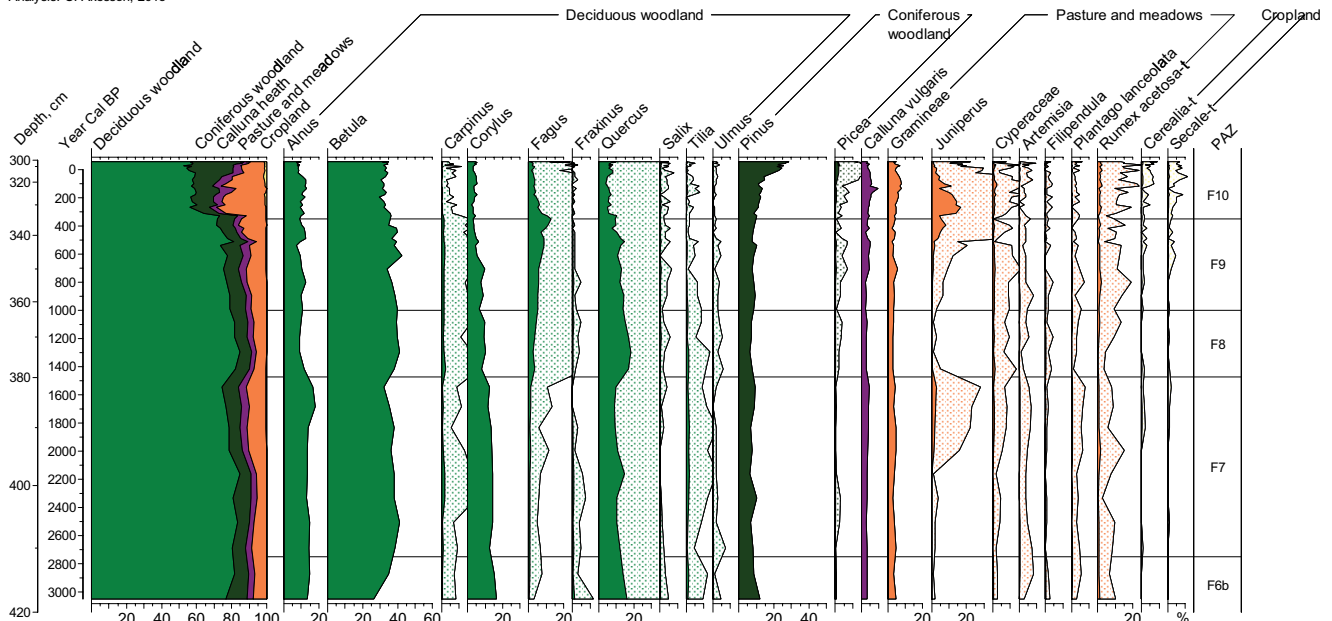 Deciduous woodland
Coniferous
woodland
Pasture and meadows
Cropland
Depth, cm
Year Cal BP
Deciduous woodland
Coniferous woodland
Calluna heath
Pasture and meadows
Cropland
Alnus
Betula
Carpinus
Corylus
Fagus
Fraxinus
Quercus
Salix
Tilia
Ulmus
Pinus
Picea
Calluna vulgaris
Gramineae
Juniperus
Cyperaceae
Artemisia
Filipendula
Plantago lanceolata
Rumex acetosa-t
Cerealia-t
Secale-t
PAZ
300
320
340
360
380
400
420
0
200
400
600
800
1000
1200
1400
1600
1800
2000
2200
2400
2600
2800
3000
F10
F9
F8
F7
F6b
20 40 60 80 100 20 20 40 60 20 20 20 20 40 20 20 20 %